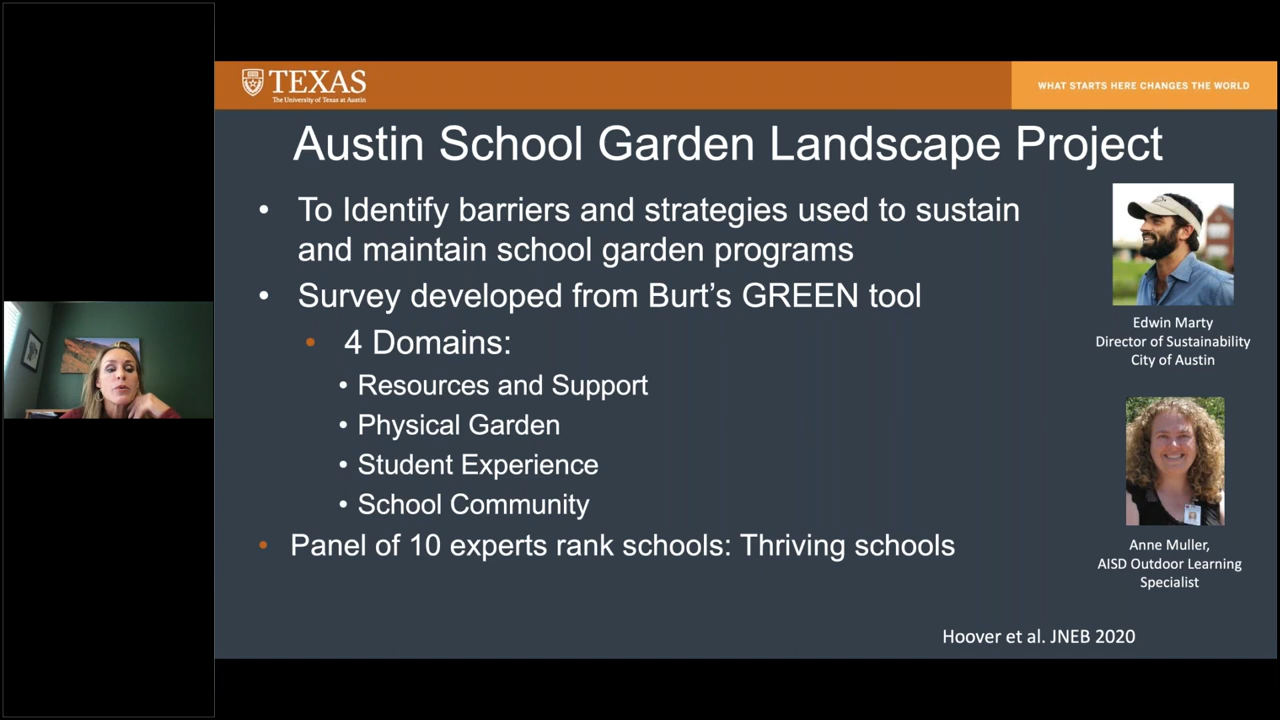 TEXAS
The University of Texas at Austin
WHAT STARTS HERE CHANGES THE WORLD
Austin School Garden Landscape Project
• To Identify barriers and strategies used to sustain
and maintain school garden programs
• Survey developed from Burt's GREEN tool
• 4 Domains:
• Resources and Support
• Physical Garden
• Student Experience
• School Community
• Panel of 10 experts rank schools: Thriving schools
Edwin Marty
Director of Sustainability
City of Austin
Anne Muller,
AISD Outdoor Learning
Specialist
Hoover et al. JNEB 2020